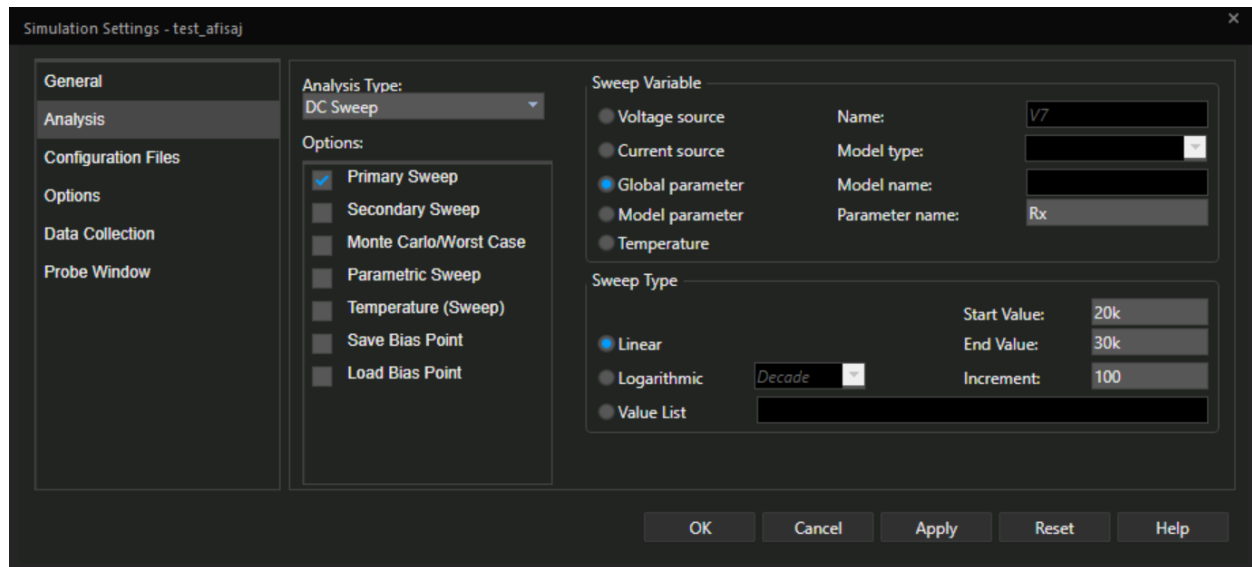 Simulation Settings - test_afisaj
General
Analysis
Configuration Files
Options
Data Collection
Probe Window
Analysis Type:
DC Sweep
Options:
Primary Sweep
Secondary Sweep
Monte Carlo/Worst Case
Parametric Sweep
Temperature (Sweep)
Save Bias Point
Load Bias Point
Sweep Variable
Voltage source
Current source
Global parameter
Model parameter
Temperature
Name: V7
Model type:
Model name:
Parameter name: Rx
Sweep Type
Linear
Logarithmic Decade
Value List
Start Value: 20k
End Value: 30k
Increment: 100
OK Cancel Apply Reset Help